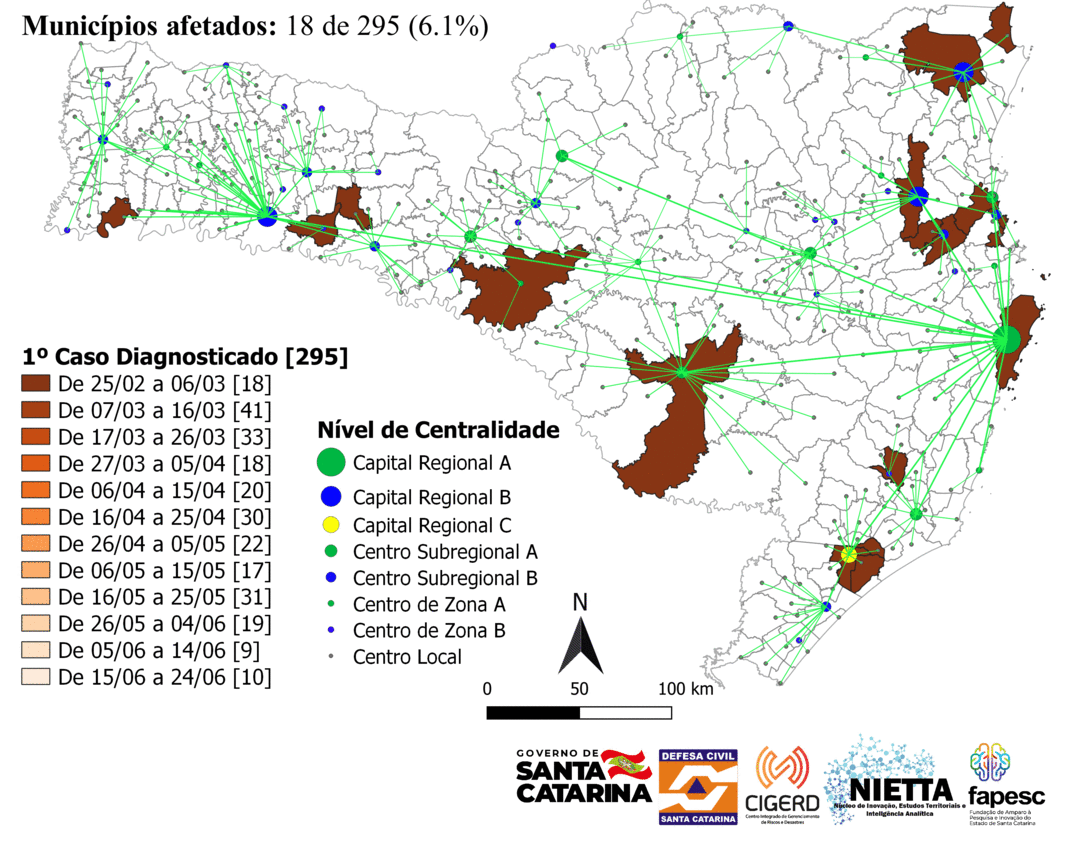 Municípios afetados: 18 de 295 (6.1%)
1º Caso Diagnosticado [295]
De 25/02 a 06/03 [18]
De 07/03 a 16/03 [41]
De 17/03 a 26/03 [33]
De 27/03 a 05/04 [18]
De 06/04 a 15/04 [20]
De 16/04 a 25/04 [30]
De 26/04 a 05/05 [22]
De 06/05 a 15/05 [17]
De 16/05 a 25/05 [31]
De 26/05 a 04/06 [19]
De 05/06 a 14/06 [9]
De 15/06 a 24/06 [10]
Nível de Centralidade
Capital Regional A
Capital Regional B
Capital Regional C
Centro Subregional A
Centro Subregional B
Centro de Zona A
Centro de Zona B
Centro Local
N
0 50 100 km
GOVERNO DE
SANTA
CATARINA
DEFESA CIVIL
SANTA CATARINA
CIGERD
Centro Integrado de Gerenciamento
de Riscos e Desastres
NIETTA
Núcleo de Inovação, Estudos Territoriais e
Inteligência Analítica
fapesc
Fundação de Amparo à
Pesquisa e Inovação do
Estado de Santa Catarina